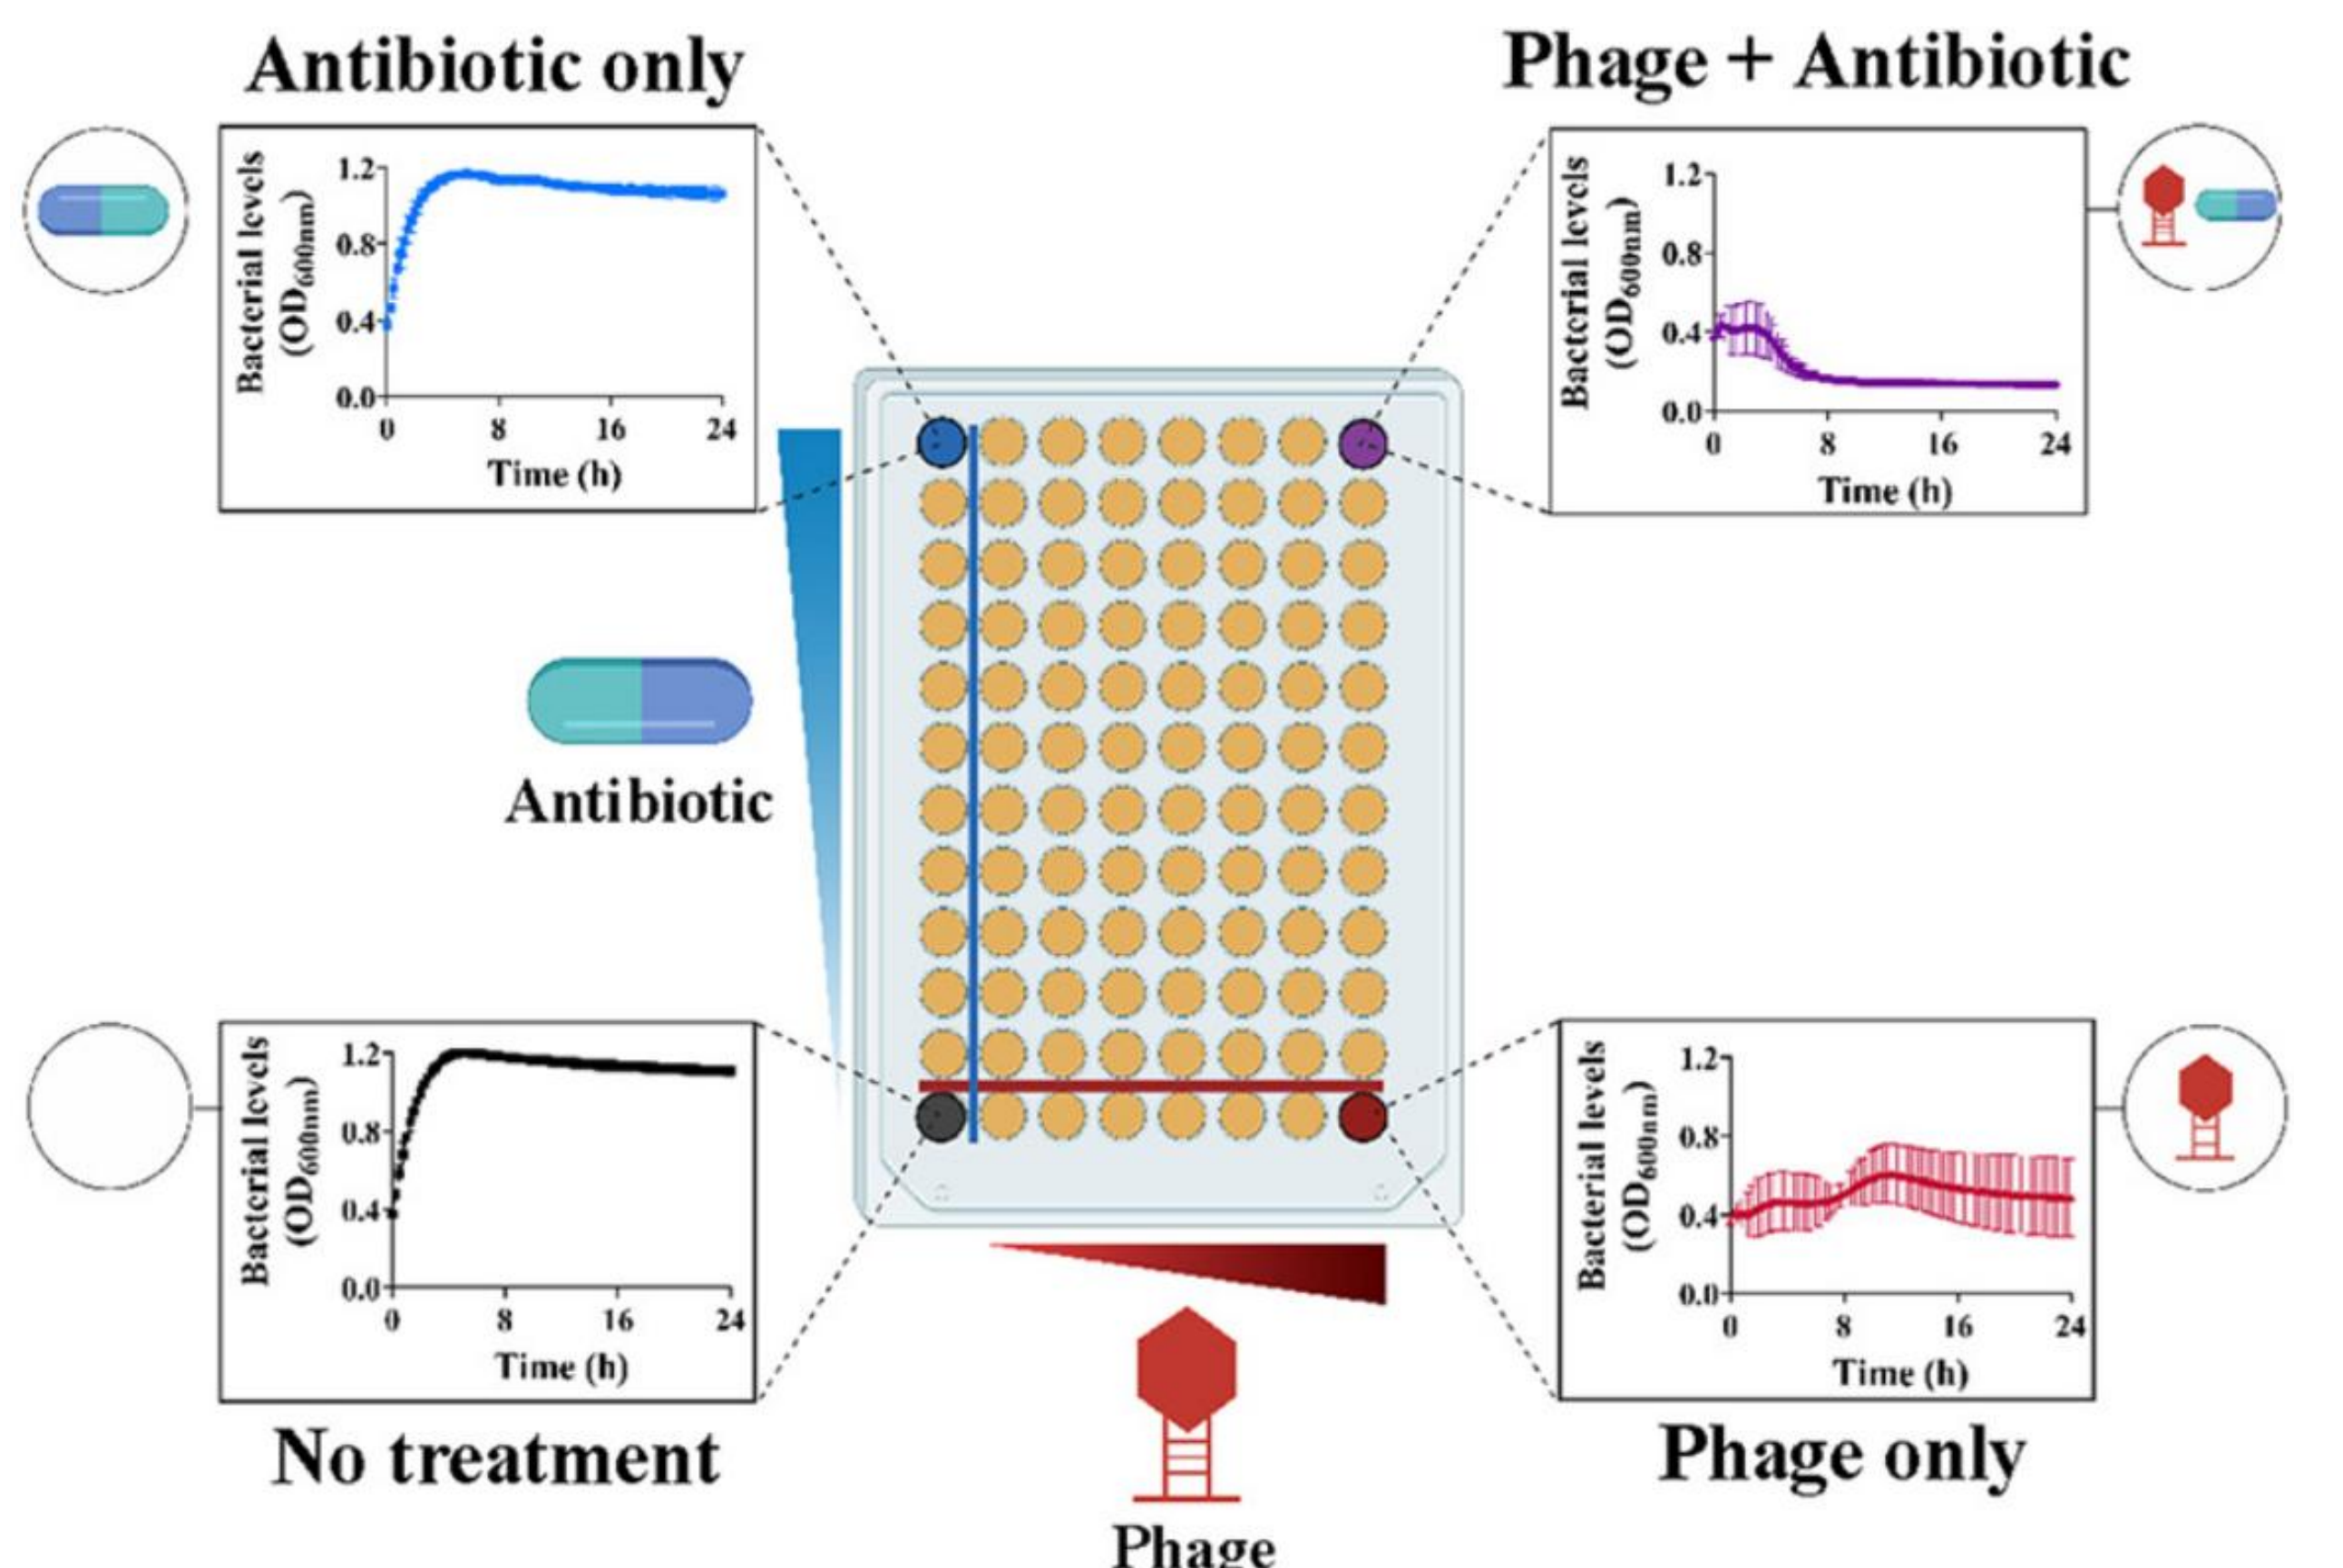 Antibiotic only
Phage + Antibiotic
Bacterial levels
(OD600nm)
1.2
0.8
0.4
0.0
0 8 16 24
Time (h)
Bacterial levels
(OD600nm)
1.2
0.8
0.4
0.0
0 8 16 24
Time (h)
Antibiotic
Bacterial levels
(OD600nm)
1.2
0.8
0.4
0.0
0 8 16 24
Time (h)
No treatment
Bacterial levels
(OD600nm)
1.2
0.8
0.4
0.0
0 8 16 24
Time (h)
Phage only
Phage